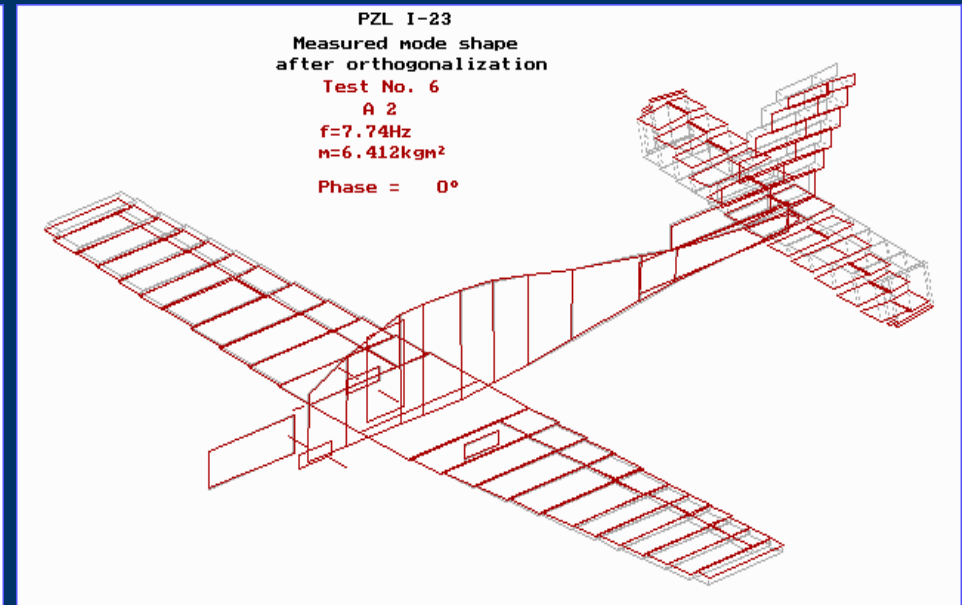 PZL I-23
Measured mode shape
after orthogonalization
Test No. 6
A 2
f=7.74Hz
m=6.412kgm²
Phase = 0°